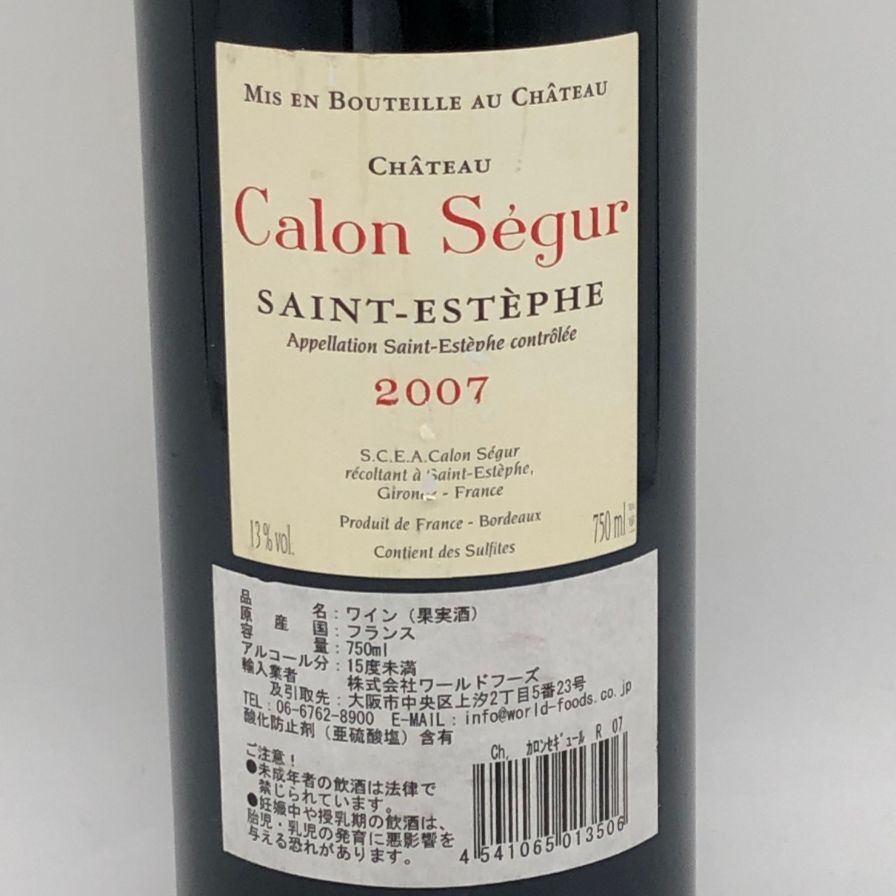 MIS EN BOUTEILLE AU CHÂTEAU
CHÂTEAU
Calon Ségur
SAINT-ESTÈPHE
Appellation Saint-Estèphe contrôlée
2007
S.C.E.A. Calon Ségur
récoltant à Saint-Estèphe,
Gironde - France
Produit de France - Bordeaux
13 % vol.
750 ml
Contient des Sulfites
品名：ワイン（果実酒）
原産国：フランス
容量：750ml
アルコール分：15度未満
輸入業者 株式会社ワールドフーズ
及引取先：大阪市中央区上汐2丁目5番23号
TEL：06-6762-8900 E-MAIL：info@world-foods.co.jp
酸化防止剤（亜硫酸塩）含有
Ch, ｶﾛﾝｾｷﾞｭｰﾙ R 07
ご注意！
●未成年者の飲酒は法律で
禁じられています。
●妊娠中や授乳期の飲酒は、
胎児・乳児の発育に悪影響を
与える恐れがあります。
4 541065 013506